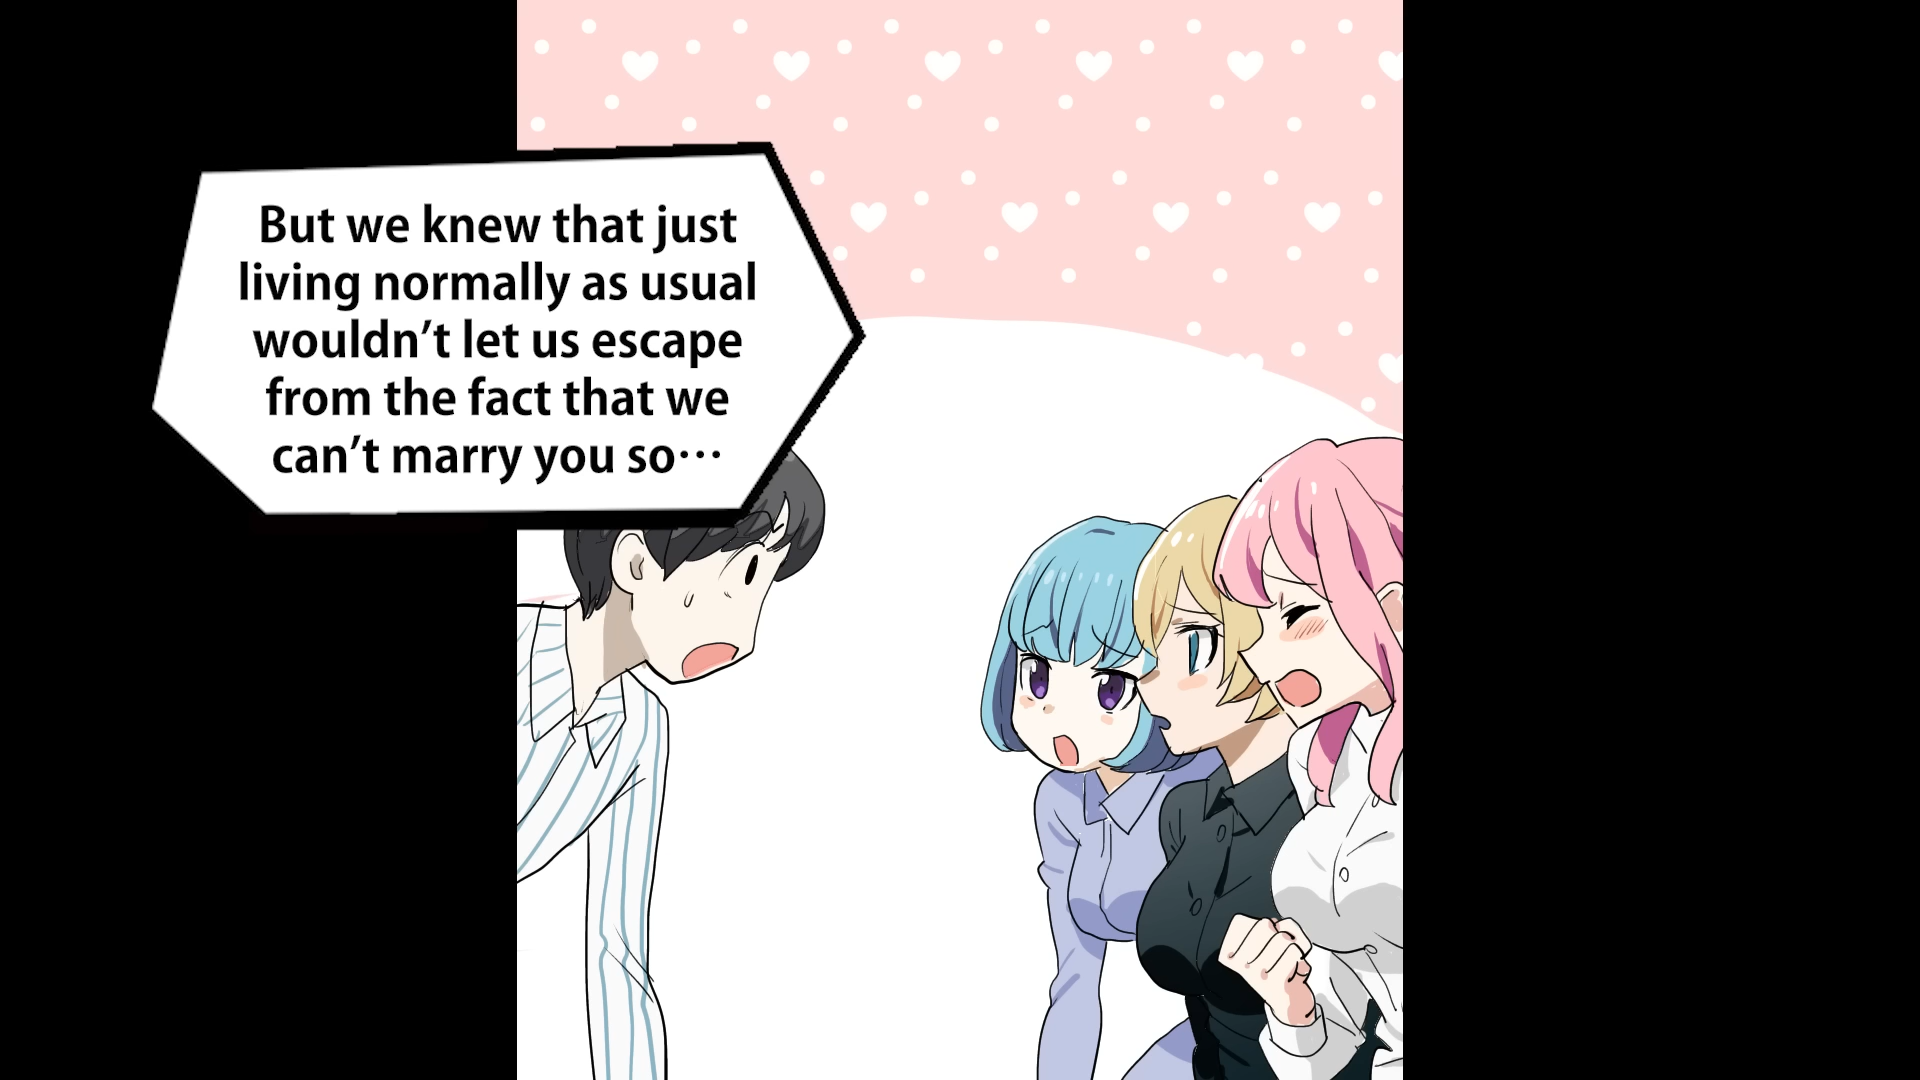 But we knew that just
living normally as usual
wouldn’t let us escape
from the fact that we
can’t marry you so…